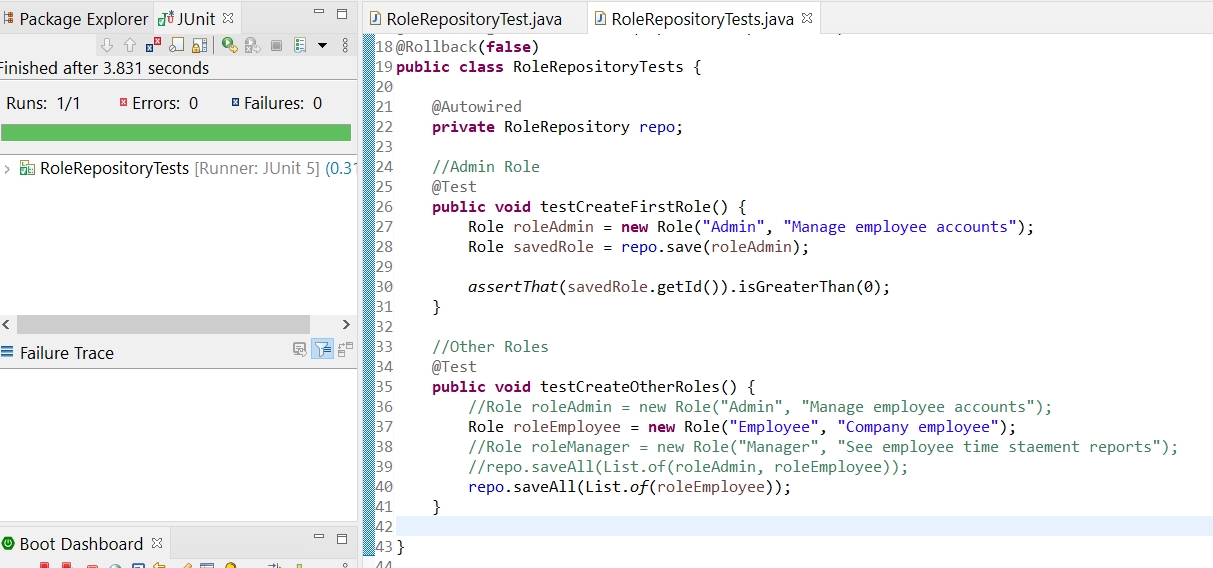 Package Explorer
JUnit
Finished after 3.831 seconds
Runs: 1/1
Errors: 0
Failures: 0
RoleRepositoryTests [Runner: JUnit 5] (0.31
Failure Trace
Boot Dashboard
RoleRepositoryTest.java
RoleRepositoryTests.java
18 @Rollback(false)
19 public class RoleRepositoryTests {
20
21 @Autowired
22 private RoleRepository repo;
23
24 //Admin Role
25 @Test
26 public void testCreateFirstRole() {
27 Role roleAdmin = new Role("Admin", "Manage employee accounts");
28 Role savedRole = repo.save(roleAdmin);
29
30 assertThat(savedRole.getId()).isGreaterThan(0);
31 }
32
33 //Other Roles
34 @Test
35 public void testCreateOtherRoles() {
36 //Role roleAdmin = new Role("Admin", "Manage employee accounts");
37 Role roleEmployee = new Role("Employee", "Company employee");
38 //Role roleManager = new Role("Manager", "See employee time staement reports");
39 //repo.saveAll(List.of(roleAdmin, roleEmployee));
40 repo.saveAll(List.of(roleEmployee));
41 }
42
43 }
44